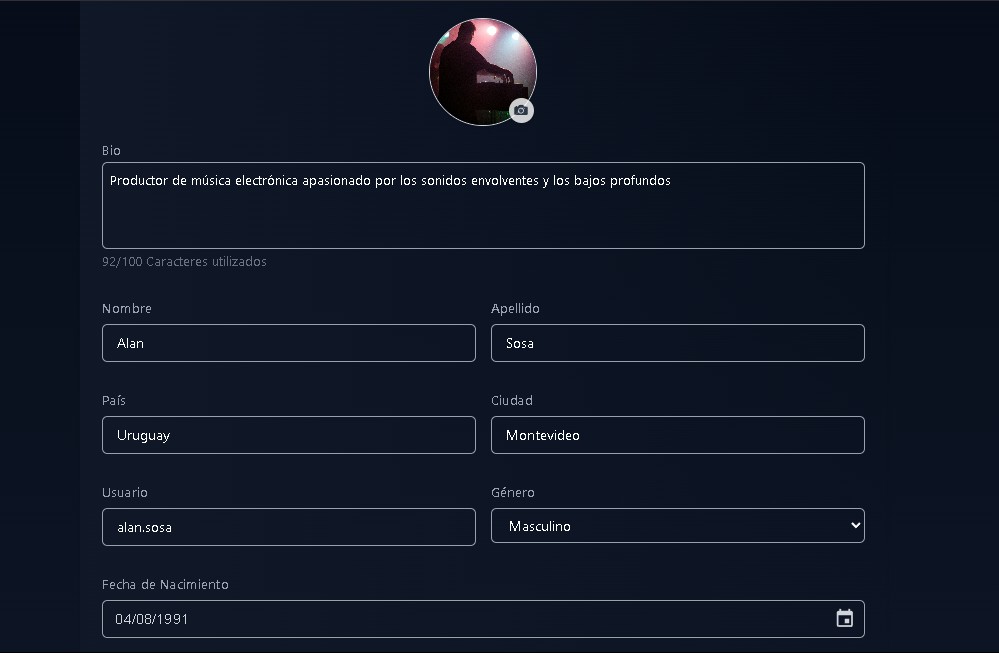 Bio
Productor de música electrónica apasionado por los sonidos envolventes y los bajos profundos
92/100 Caracteres utilizados
Nombre
Apellido
Alan
Sosa
País
Ciudad
Uruguay
Montevideo
Usuario
Género
alan.sosa
Masculino
Fecha de Nacimiento
04/08/1991